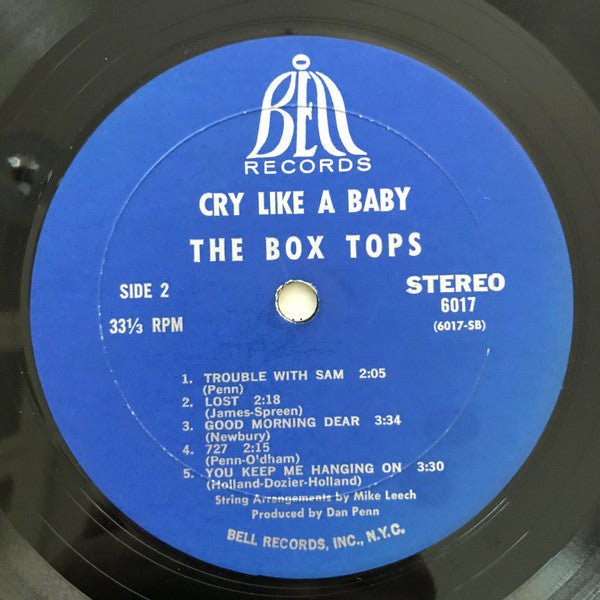 BELL
RECORDS
CRY LIKE A BABY
THE BOX TOPS
SIDE 2
STEREO
6017
33⅓ RPM
(6017-SB)
1. TROUBLE WITH SAM 2:05
(Penn)
2. LOST 2:18
(James-Spreen)
3. GOOD MORNING DEAR 3:34
(Newbury)
4. 727 2:15
(Penn-O'dham)
5. YOU KEEP ME HANGING ON 3:30
(Holland-Dozier-Holland)
String Arrangements by Mike Leech
Produced by Dan Penn
BELL RECORDS, INC., N.Y.C.